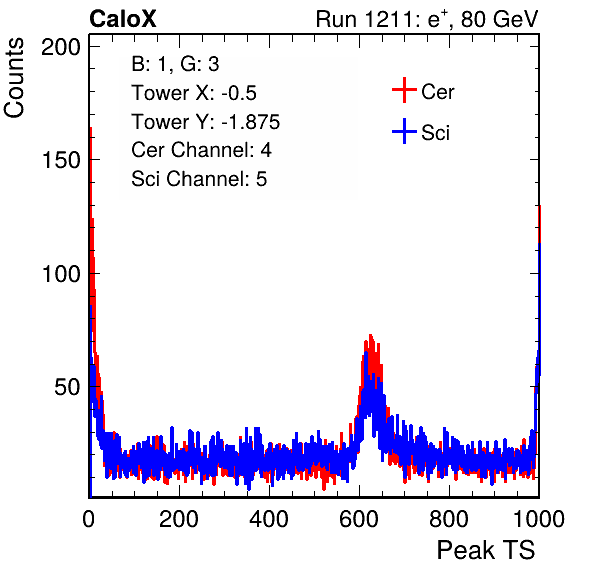 CaloX Run 1211: e⁺, 80 GeV
B: 1, G: 3
Tower X: -0.5
Tower Y: -1.875
Cer Channel: 4
Sci Channel: 5
Cer
Sci
Counts
200
150
100
50
0 200 400 600 800 1000
Peak TS